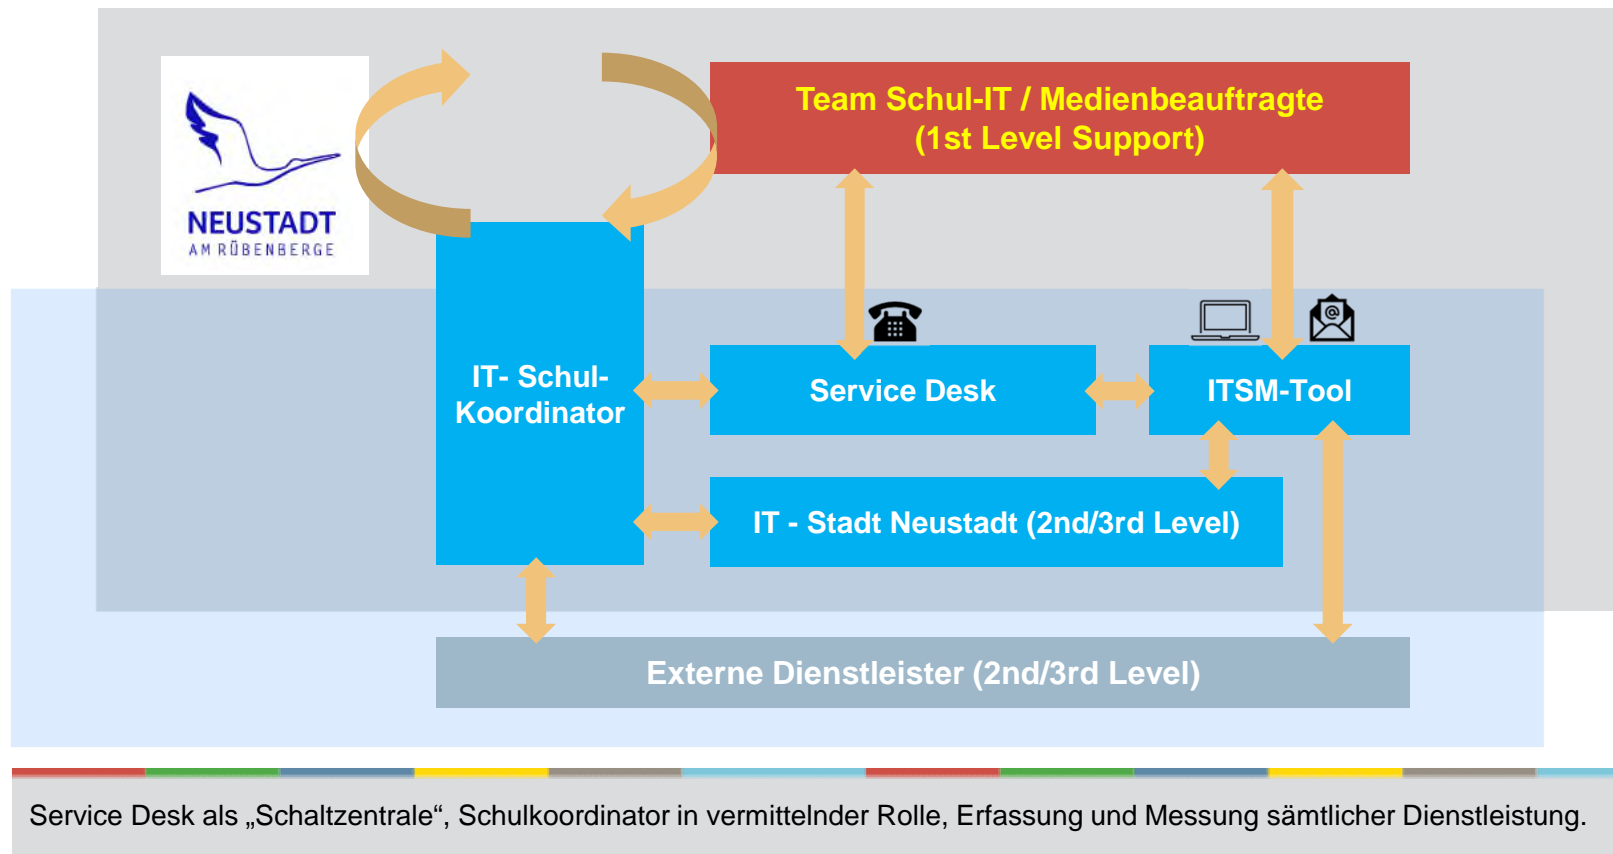 NEUSTADT
AM RÜBENBERGE
Team Schul-IT / Medienbeauftragte
(1st Level Support)
IT- Schul-
Koordinator
Service Desk
ITSM-Tool
@
IT - Stadt Neustadt (2nd/3rd Level)
Externe Dienstleister (2nd/3rd Level)
Service Desk als „Schaltzentrale“, Schulkoordinator in vermittelnder Rolle, Erfassung und Messung sämtlicher Dienstleistung.